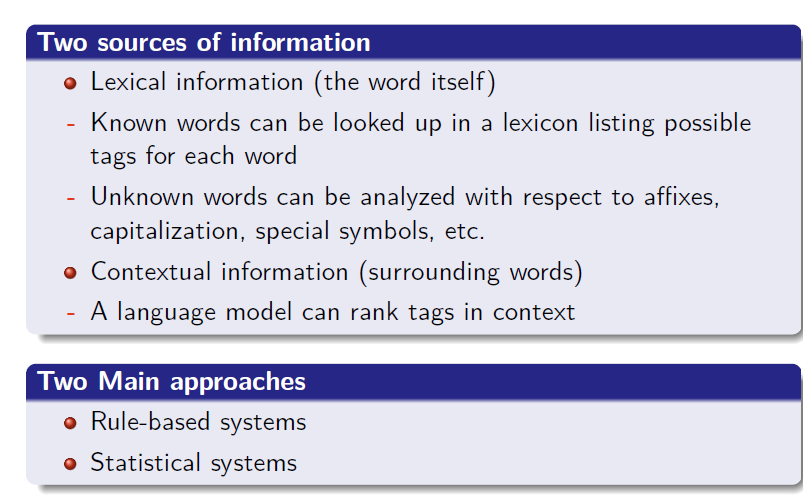 Two sources of information
Lexical information (the word itself)
- Known words can be looked up in a lexicon listing possible
tags for each word
- Unknown words can be analyzed with respect to affixes,
capitalization, special symbols, etc.
Contextual information (surrounding words)
- A language model can rank tags in context
Two Main approaches
Rule-based systems
Statistical systems